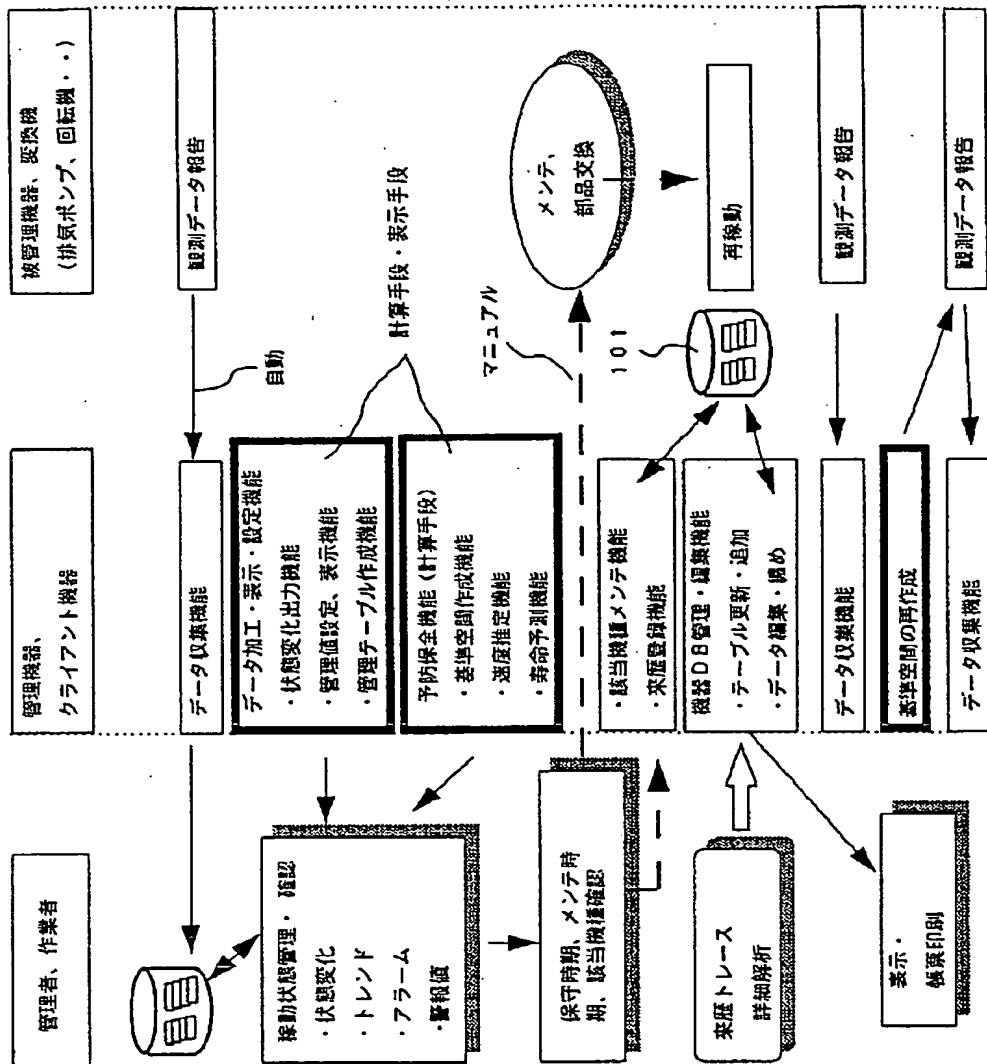 管理者、作業者
管理機器、
クライアント機器
被管理機器、変換機
(排気ポンプ、回転機・・)
データ収集機能
自動
観測データ報告
稼動状態管理・確認
・状態変化
・トレンド
・アラーム
・警報値
データ加工・表示・設定機能
・状態変化出力機能
・管理値設定、表示機能
・管理テーブル作成機能
計算手段・表示手段
予防保全機能(計算手段)
・基準空間作成機能
・速度推定機能
・寿命予測機能
保守時期、メンテ時
期、該当機種確認
マニュアル
メンテ、
部品交換
・該当機種メンテ機能
・来歴登録機能
101
再稼動
来歴トレース
詳細解析
機器DB管理・編集機能
・テーブル更新・追加
・データ編集・纏め
データ収集機能
観測データ報告
表示・
帳票印刷
基準空間の再作成
観測データ報告
データ収集機能